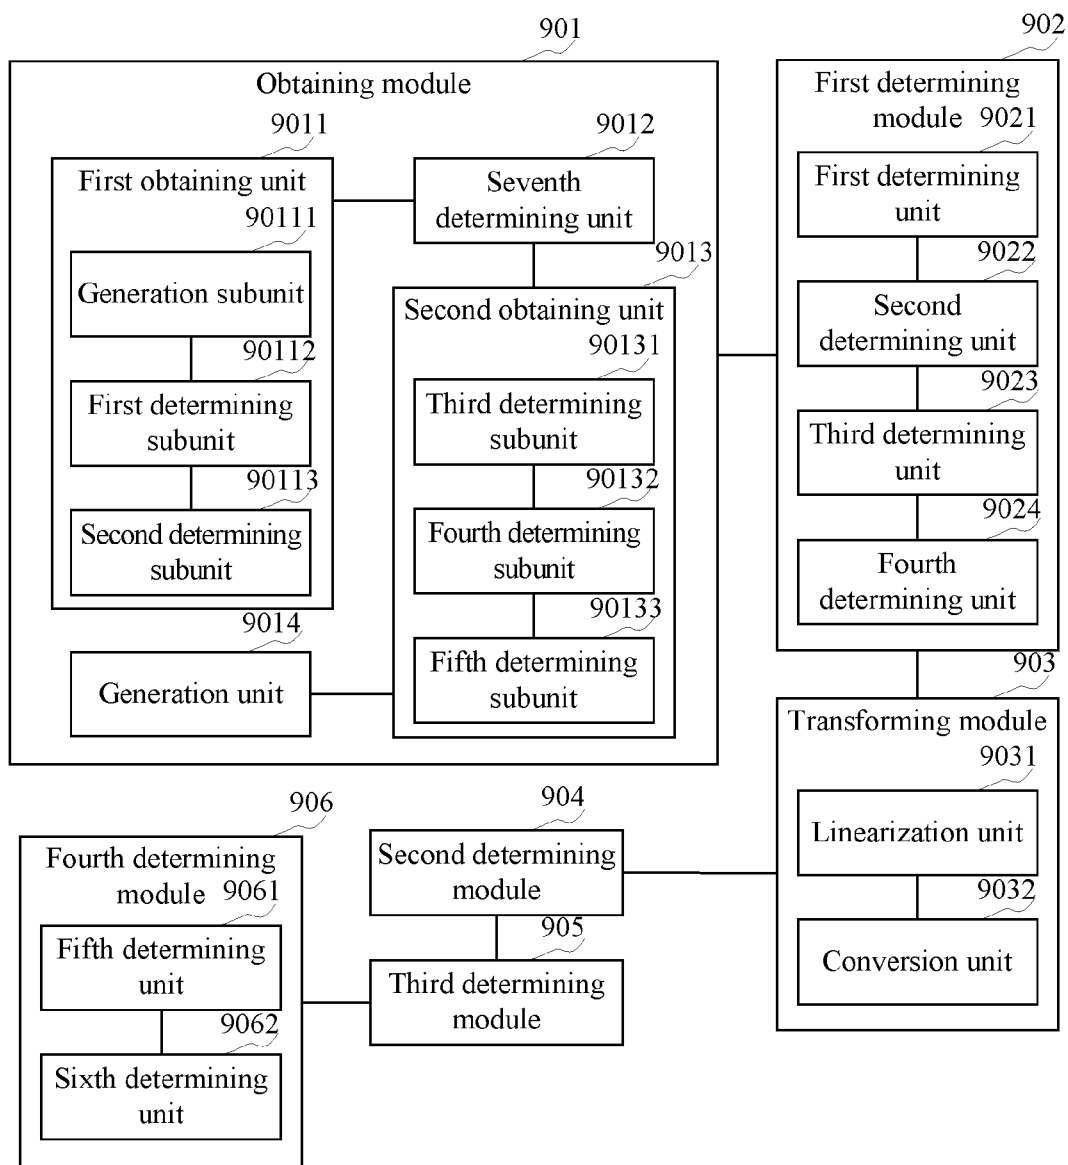 901
Obtaining module
9011
First obtaining unit
90111
Generation subunit
90112
First determining
subunit
90113
Second determining
subunit
9012
Seventh
determining unit
9013
Second obtaining unit
90131
Third determining
subunit
90132
Fourth determining
subunit
90133
Fifth determining
subunit
9014
Generation unit
902
First determining
module
9021
First determining
unit
9022
Second
determining unit
9023
Third determining
unit
9024
Fourth
determining unit
903
Transforming module
9031
Linearization unit
9032
Conversion unit
904
Second determining
module
905
Third determining
module
906
Fourth determining
module
9061
Fifth determining
unit
9062
Sixth determining
unit